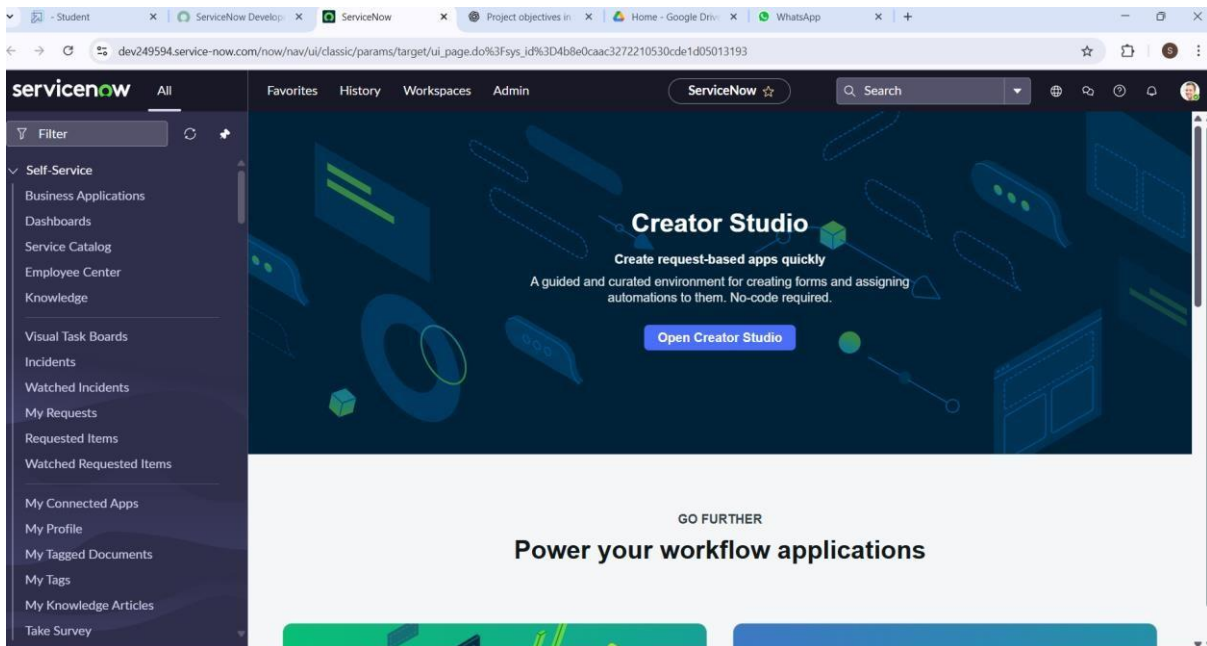 - Student
ServiceNow Develop
ServiceNow
Project objectives in
Home - Google Driv
WhatsApp
dev249594.service-now.com/now/nav/ui/classic/params/target/ui_page.do%3Fsys_id%3D4b8e0caac3272210530cde1d05013193
S
servicenow
All
Favorites
History
Workspaces
Admin
ServiceNow
Search
Filter
Self-Service
Business Applications
Dashboards
Service Catalog
Employee Center
Knowledge
Visual Task Boards
Incidents
Watched Incidents
My Requests
Requested Items
Watched Requested Items
My Connected Apps
My Profile
My Tagged Documents
My Tags
My Knowledge Articles
Take Survey
Creator Studio
Create request-based apps quickly
A guided and curated environment for creating forms and assigning
automations to them. No-code required.
Open Creator Studio
GO FURTHER
Power your workflow applications